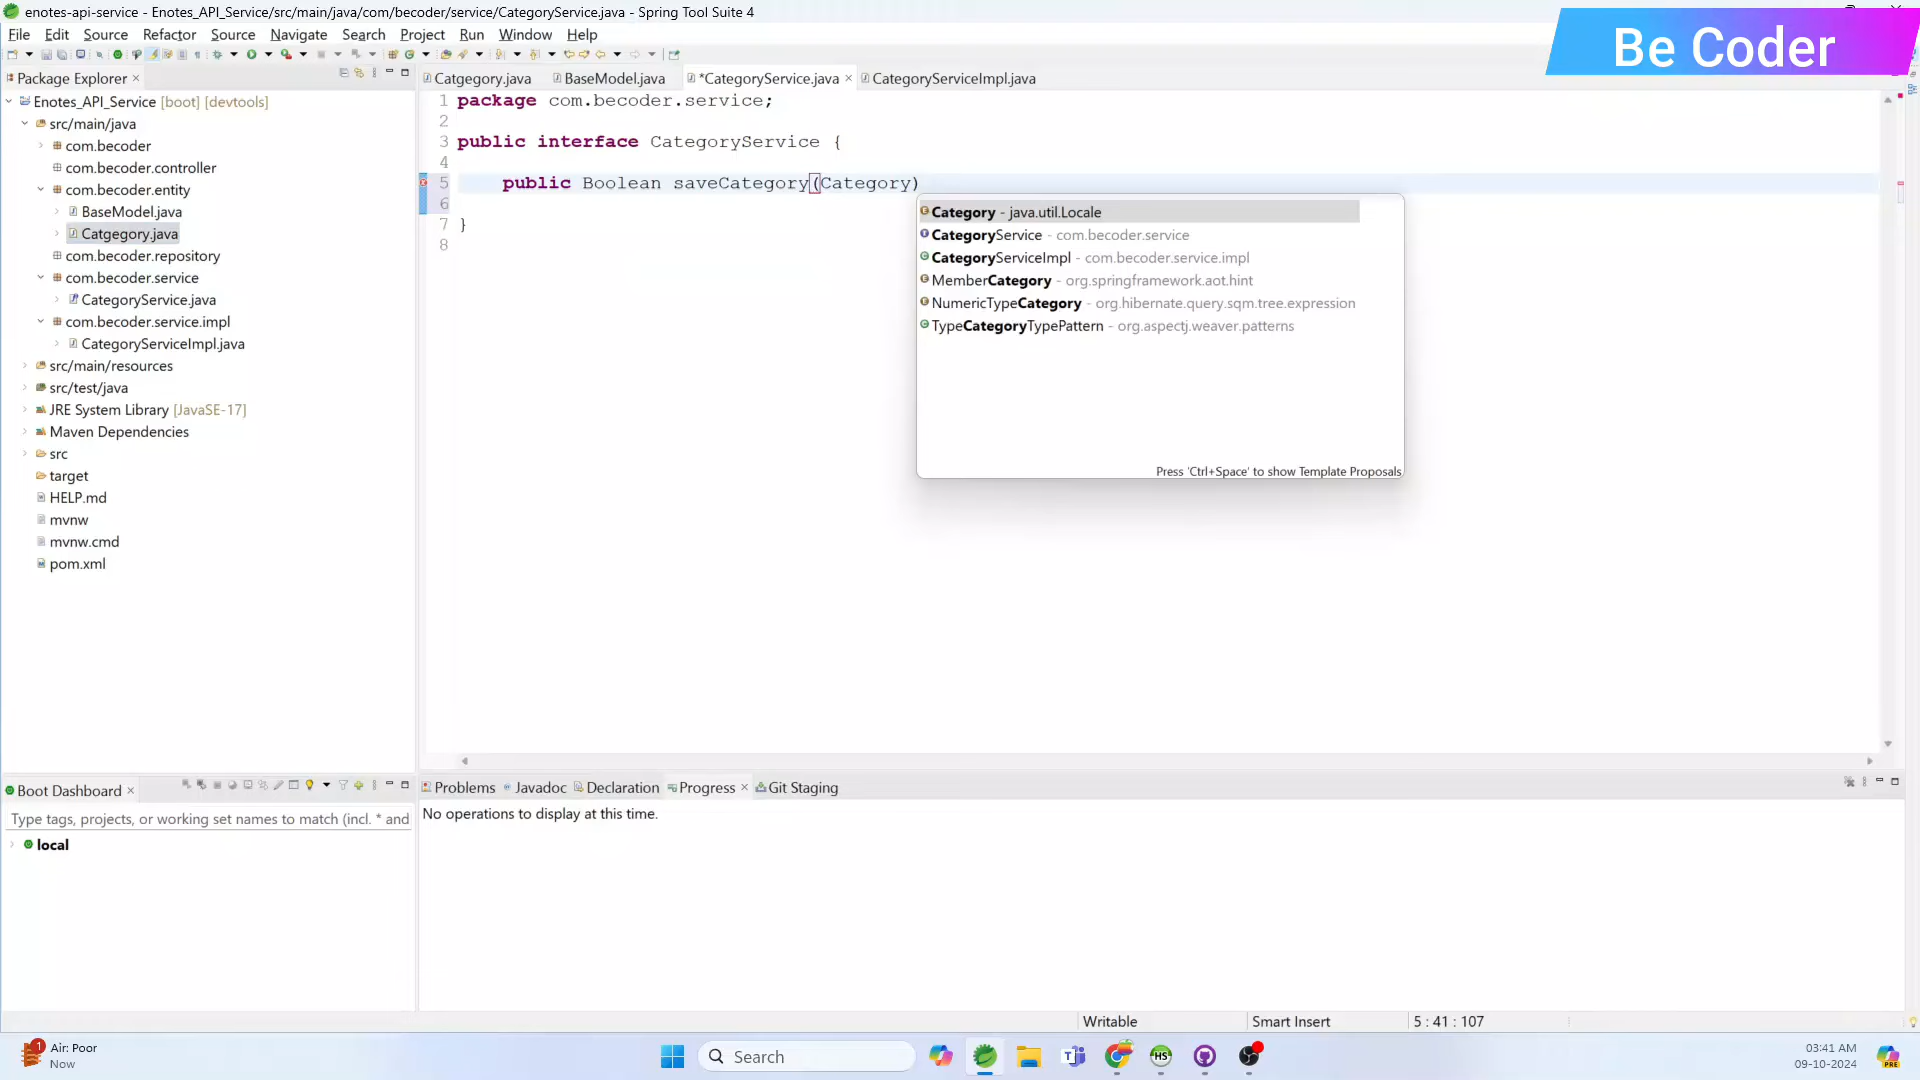 enotes-api-service - Enotes_API_Service/src/main/java/com/becoder/service/CategoryService.java - Spring Tool Suite 4
Be Coder
File Edit Source Refactor Source Navigate Search Project Run Window Help
Package Explorer
Catgegory.java BaseModel.java *CategoryService.java CategoryServiceImpl.java
Enotes_API_Service [boot] [devtools]
src/main/java
com.becoder
com.becoder.controller
com.becoder.entity
BaseModel.java
Catgegory.java
com.becoder.repository
com.becoder.service
CategoryService.java
com.becoder.service.impl
CategoryServiceImpl.java
src/main/resources
src/test/java
JRE System Library [JavaSE-17]
Maven Dependencies
src
target
HELP.md
mvnw
mvnw.cmd
pom.xml
1 package com.becoder.service;
2
3 public interface CategoryService {
4
5 public Boolean saveCategory(Category)
6
7 }
8
Category - java.util.Locale
CategoryService - com.becoder.service
CategoryServiceImpl - com.becoder.service.impl
MemberCategory - org.springframework.aot.hint
NumericTypeCategory - org.hibernate.query.sqm.tree.expression
TypeCategoryTypePattern - org.aspectj.weaver.patterns
Press 'Ctrl+Space' to show Template Proposals
Boot Dashboard
Type tags, projects, or working set names to match (incl. * and
local
Problems Javadoc Declaration Progress Git Staging
No operations to display at this time.
Writable Smart Insert 5 : 41 : 107
1
Air: Poor
Now
Search
HS
03:41 AM
09-10-2024
PRE